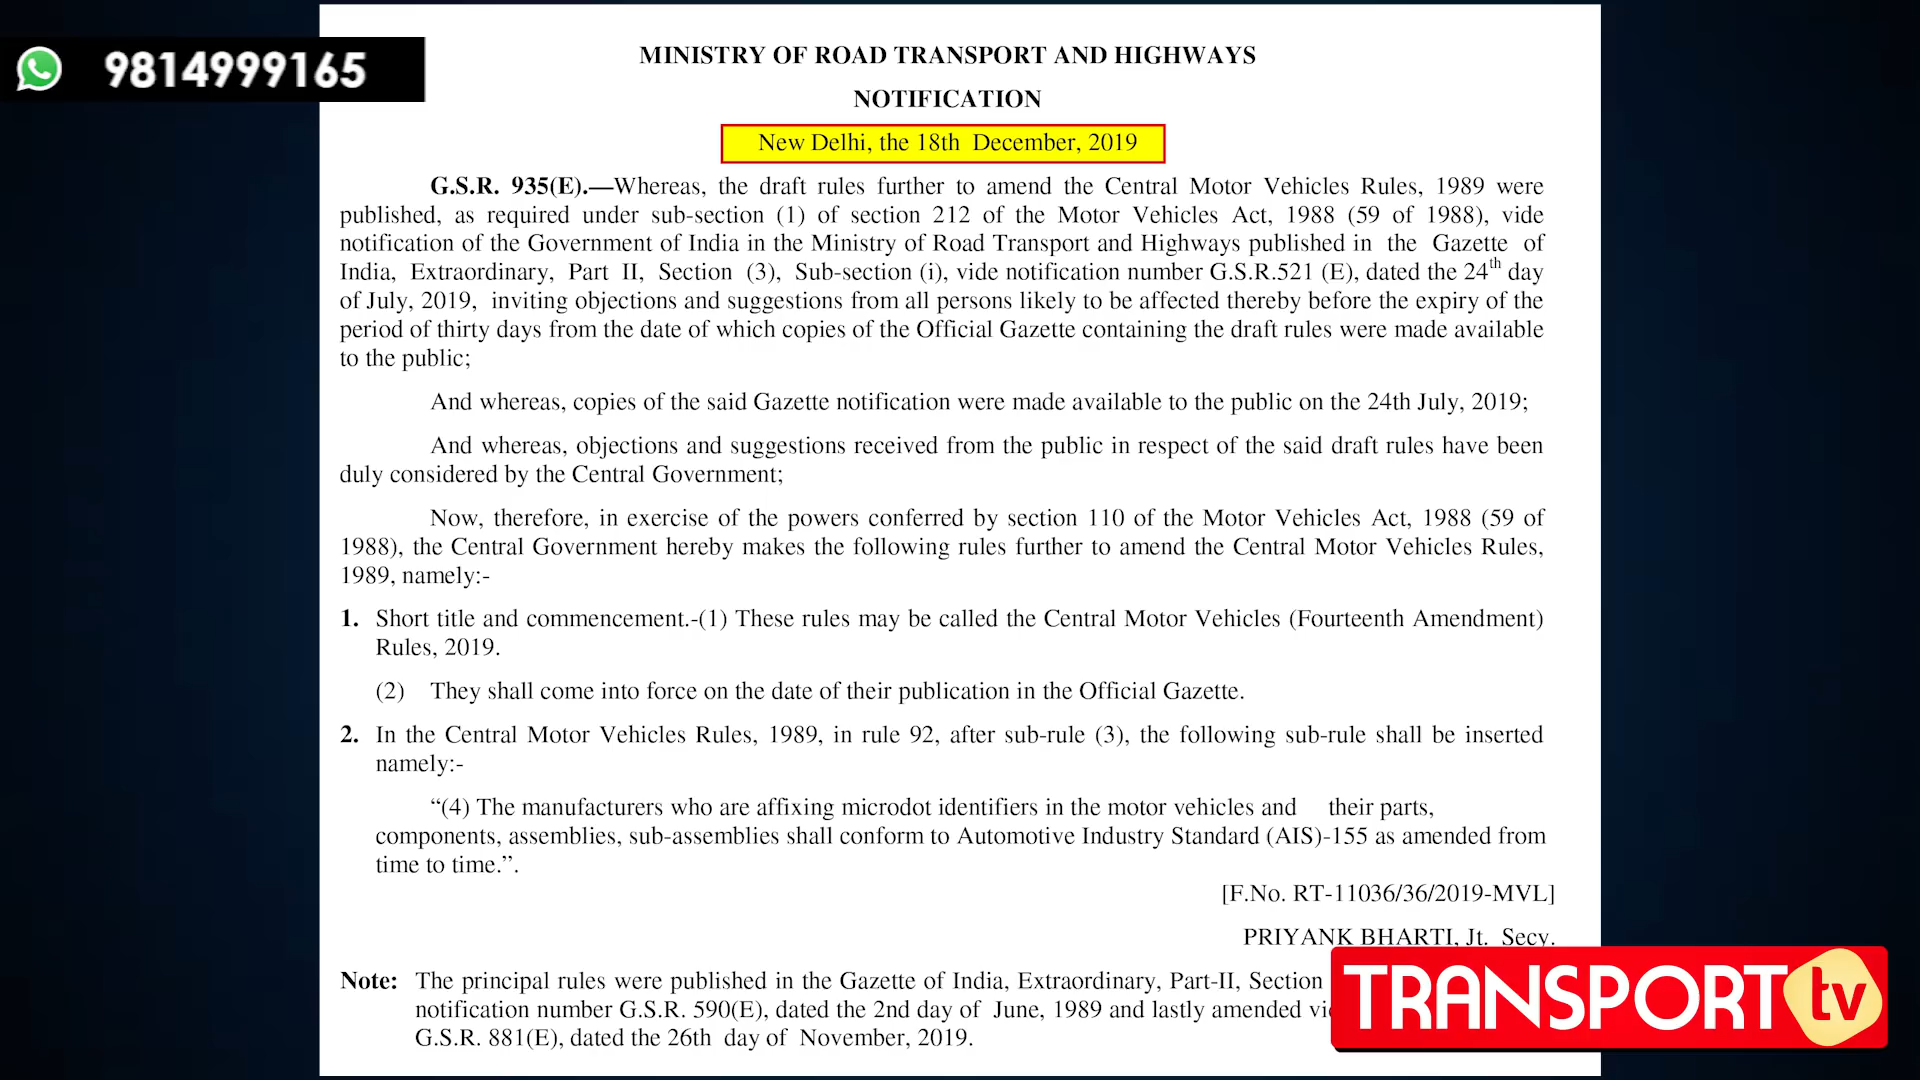 9814999165
MINISTRY OF ROAD TRANSPORT AND HIGHWAYS
NOTIFICATION
New Delhi, the 18th December, 2019
G.S.R. 935(E).—Whereas, the draft rules further to amend the Central Motor Vehicles Rules, 1989 were
published, as required under sub-section (1) of section 212 of the Motor Vehicles Act, 1988 (59 of 1988), vide
notification of the Government of India in the Ministry of Road Transport and Highways published in the Gazette of
India, Extraordinary, Part II, Section (3), Sub-section (i), vide notification number G.S.R.521 (E), dated the 24th day
of July, 2019, inviting objections and suggestions from all persons likely to be affected thereby before the expiry of the
period of thirty days from the date of which copies of the Official Gazette containing the draft rules were made available
to the public;
And whereas, copies of the said Gazette notification were made available to the public on the 24th July, 2019;
And whereas, objections and suggestions received from the public in respect of the said draft rules have been
duly considered by the Central Government;
Now, therefore, in exercise of the powers conferred by section 110 of the Motor Vehicles Act, 1988 (59 of
1988), the Central Government hereby makes the following rules further to amend the Central Motor Vehicles Rules,
1989, namely:-
1. Short title and commencement.-(1) These rules may be called the Central Motor Vehicles (Fourteenth Amendment)
Rules, 2019.
(2) They shall come into force on the date of their publication in the Official Gazette.
2. In the Central Motor Vehicles Rules, 1989, in rule 92, after sub-rule (3), the following sub-rule shall be inserted
namely:-
“(4) The manufacturers who are affixing microdot identifiers in the motor vehicles and their parts,
components, assemblies, sub-assemblies shall conform to Automotive Industry Standard (AIS)-155 as amended from
time to time.”.
[F.No. RT-11036/36/2019-MVL]
PRIYANK BHARTI, Jt. Secy.
Note: The principal rules were published in the Gazette of India, Extraordinary, Part-II, Section
notification number G.S.R. 590(E), dated the 2nd day of June, 1989 and lastly amended
G.S.R. 881(E), dated the 26th day of November, 2019.
TRANSPORT tv